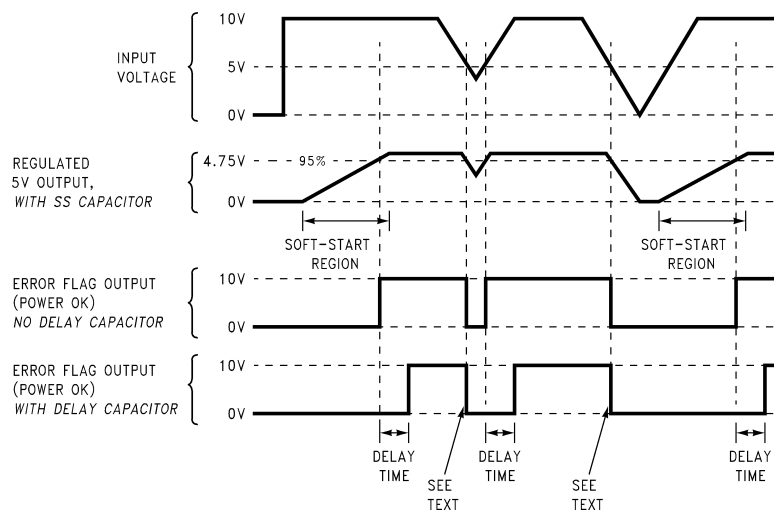 10V
INPUT
VOLTAGE
5V
0V
REGULATED
5V OUTPUT,
WITH SS CAPACITOR
4.75V
95%
0V
SOFT-START
REGION
SOFT-START
REGION
ERROR FLAG OUTPUT
(POWER OK)
NO DELAY CAPACITOR
10V
0V
ERROR FLAG OUTPUT
(POWER OK)
WITH DELAY CAPACITOR
10V
0V
DELAY
TIME
SEE
TEXT
DELAY
TIME
SEE
TEXT
DELAY
TIME